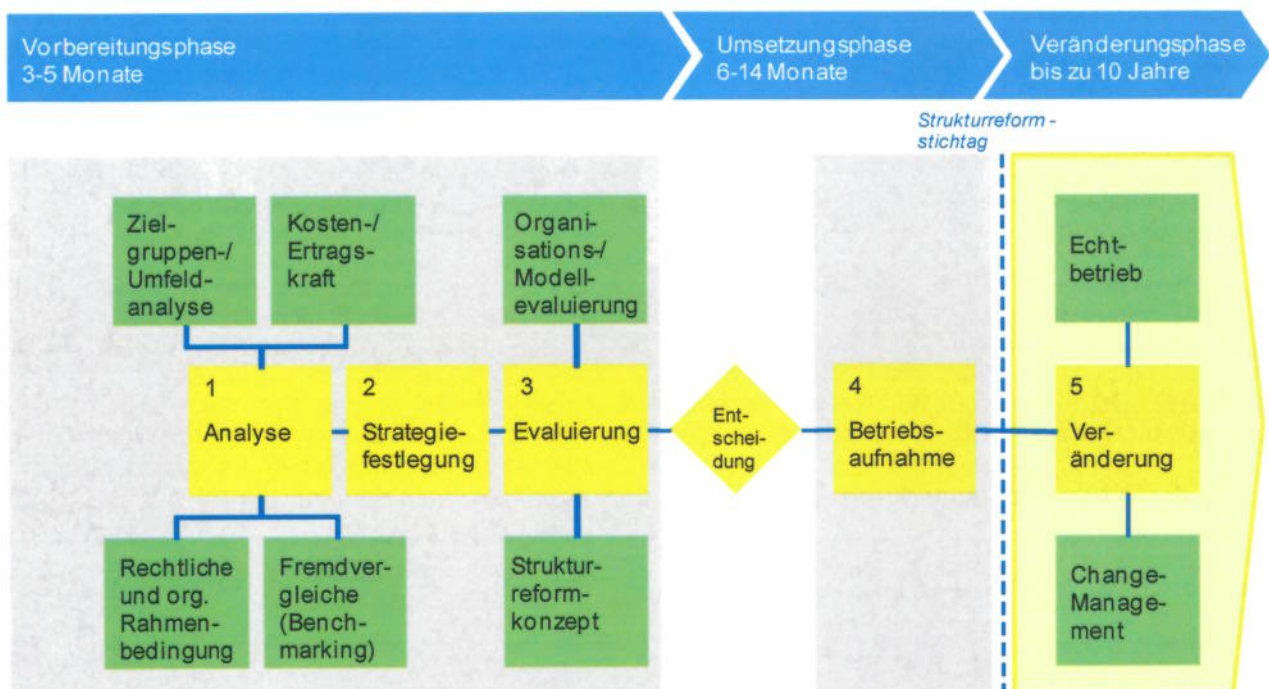 Vorbereitungsphase
3-5 Monate
Umsetzungsphase
6-14 Monate
Veränderungsphase
bis zu 10 Jahre
Strukturreform -
stichtag
Ziel-
gruppen-/
Umfeld-
analyse
Kosten-/
Ertrags-
kraft
Organi-
sations-/
Modell-
evaluierung
Echt-
betrieb
1
Analyse
2
Strategie-
festlegung
3
Evaluierung
Ent-
schei-
dung
4
Betriebs-
aufnahme
5
Ver-
änderung
Rechtliche
und org.
Rahmen-
bedingung
Fremdver-
gleiche
(Bench-
marking)
Struktur-
reform-
konzept
Change-
Manage-
ment